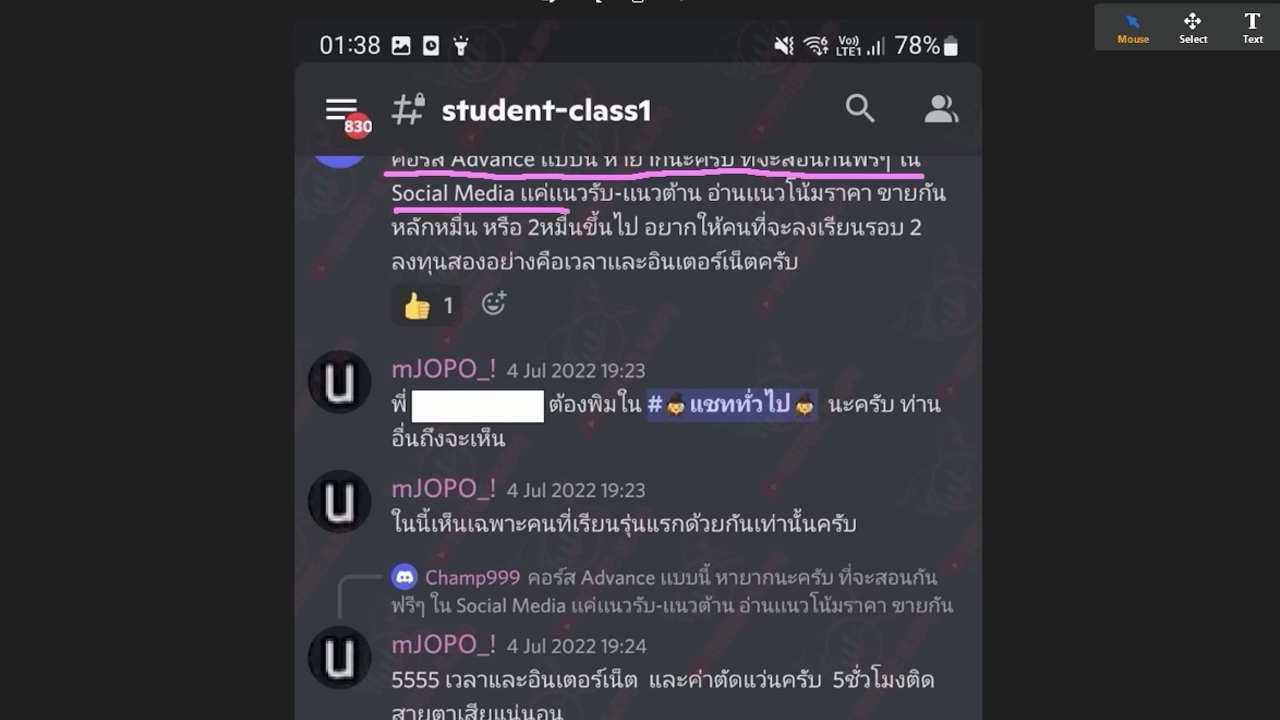 01:38
Vo))
LTE1
78%
Mouse
Select
T
Text
830
student-class1
คอร์ส Advance แบบนี้ หายากนะครับ ที่จะสอนกันฟรีๆ ใน
Social Media แค่แนวรับ-แนวต้าน อ่านแนวโน้มราคา ขายกัน
หลักหมื่น หรือ 2หมื่นขึ้นไป อยากให้คนที่จะลงเรียนรอบ 2
ลงทุนสองอย่างคือเวลาและอินเตอร์เน็ตครับ
1
mJOPO_! 4 Jul 2022 19:23
พี่ ต้องพิมใน # แชททั่วไป นะครับ ท่าน
อื่นถึงจะเห็น
mJOPO_! 4 Jul 2022 19:23
ในนี้เห็นเฉพาะคนที่เรียนรุ่นแรกด้วยกันเท่านั้นครับ
Champ999 คอร์ส Advance แบบนี้ หายากนะครับ ที่จะสอนกัน
ฟรีๆ ใน Social Media แค่แนวรับ-แนวต้าน อ่านแนวโน้มราคา ขายกัน
mJOPO_! 4 Jul 2022 19:24
5555 เวลาและอินเตอร์เน็ต และค่าตัดแว่นครับ 5ชั่วโมงติด
สายตาเสียแน่นอน